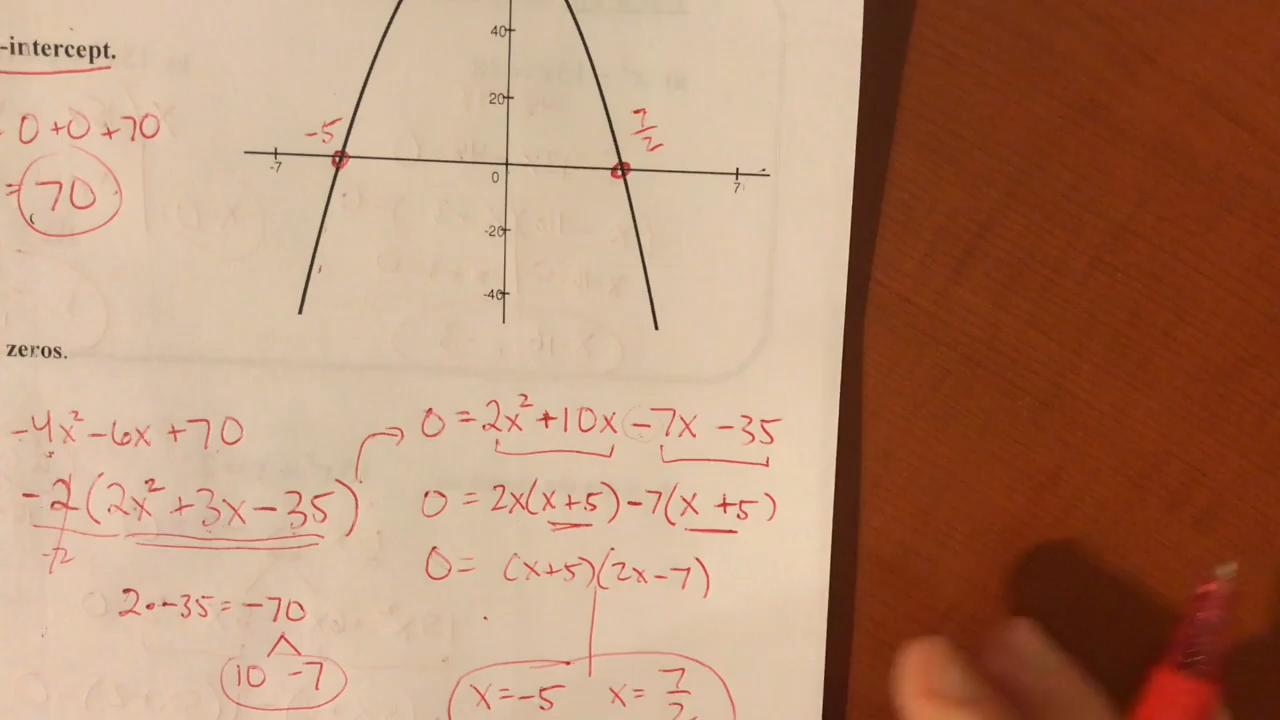 -intercept.
0+0+70
= 70
40
20
-5
7/2
-7
0
7
-20
-40
zeros.
-4x²-6x+70
-2(2x²+3x-35)
-2
2•-35=-70
10 -7
0=2x²+10x-7x-35
0=2x(x+5)-7(x+5)
0=(x+5)(2x-7)
x=-5 x=7/2